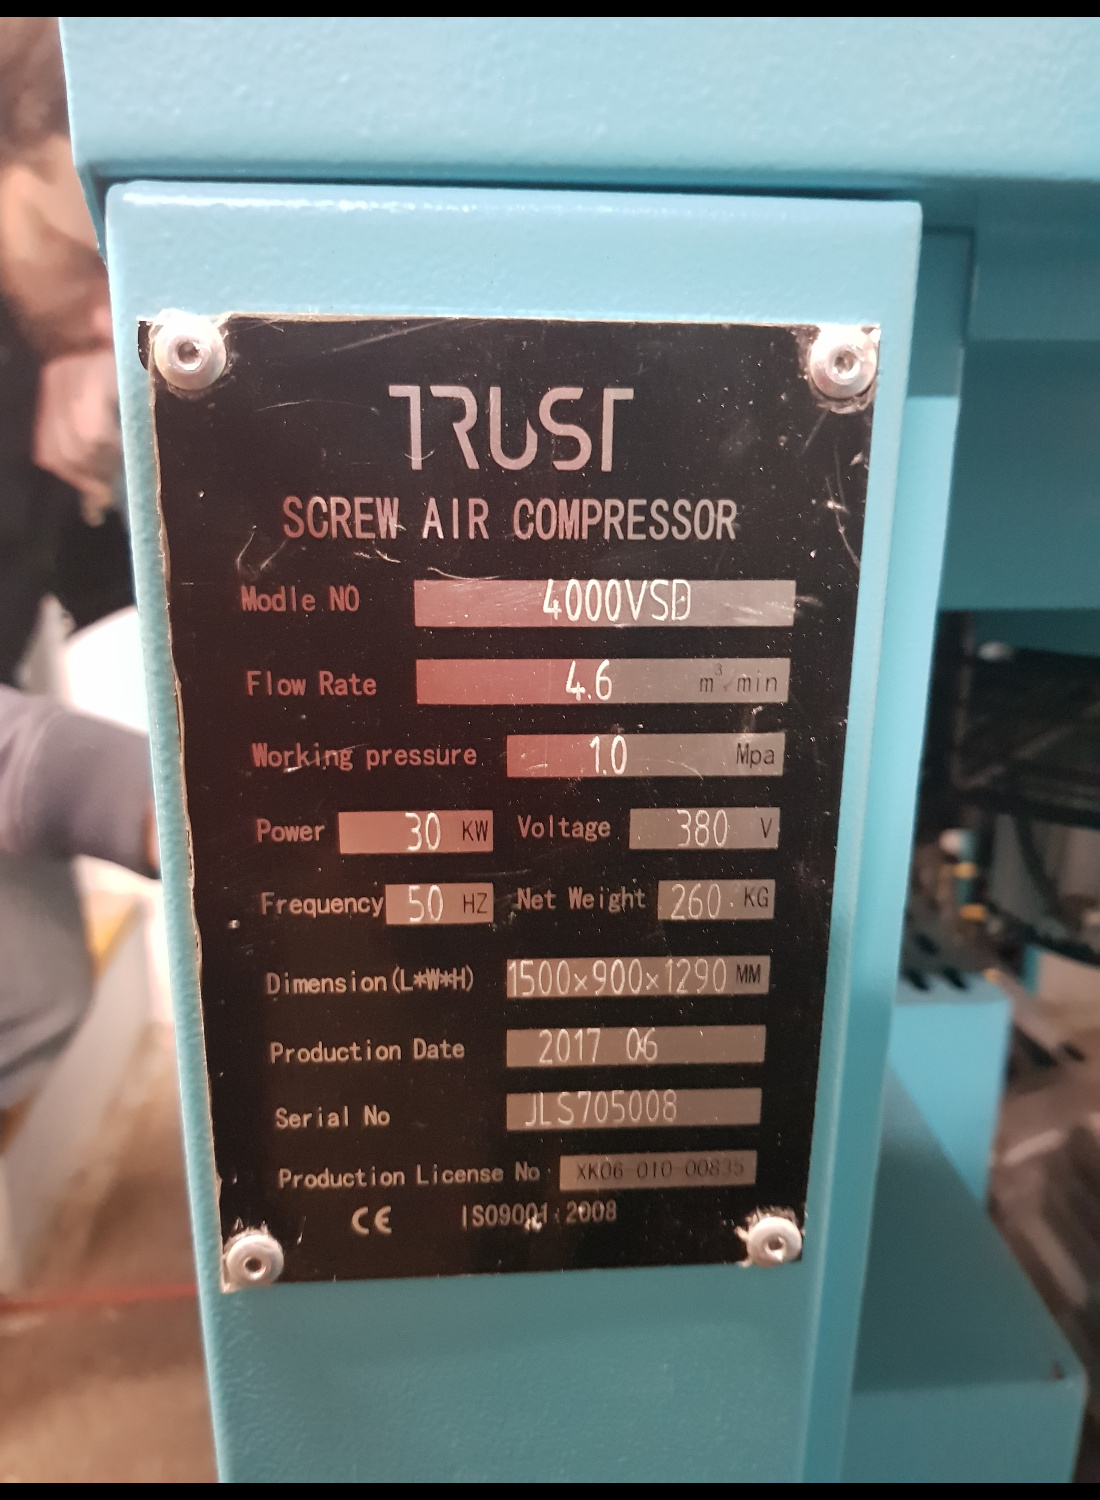 TRUST
SCREW AIR COMPRESSOR
Modle NO 4000VSD
Flow Rate 4.6 m³/min
Working pressure 1.0 Mpa
Power 30 KW Voltage 380 V
Frequency 50 HZ Net Weight 260 KG
Dimension(L*W*H) 1500×900×1290 MM
Production Date 2017 06
Serial No JLS705008
Production License No XK06-010-00835
CE ISO9001:2008